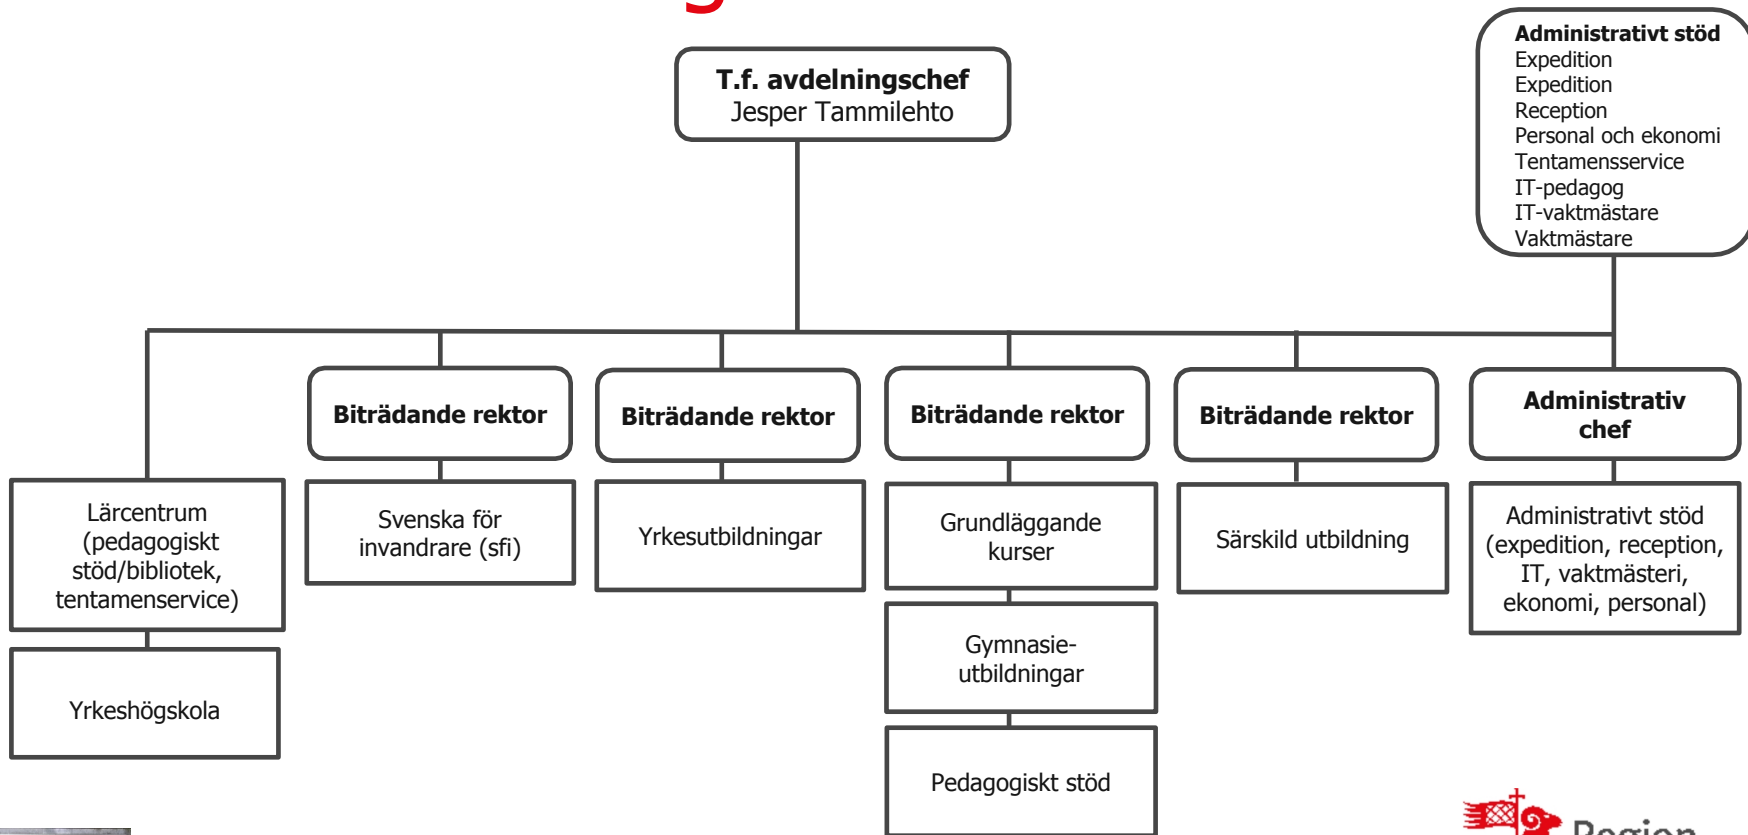 T.f. avdelningschef
Jesper Tammilehto
Administrativt stöd
Expedition
Expedition
Reception
Personal och ekonomi
Tentamensservice
IT-pedagog
IT-vaktmästare
Vaktmästare
Biträdande rektor
Biträdande rektor
Biträdande rektor
Biträdande rektor
Administrativ
chef
Lärcentrum
(pedagogiskt
stöd/bibliotek,
tentamenservice)
Svenska för
invandrare (sfi)
Yrkesutbildningar
Grundläggande
kurser
Särskild utbildning
Administrativt stöd
(expedition, reception,
IT, vaktmästeri,
ekonomi, personal)
Yrkeshögskola
Gymnasie-
utbildningar
Pedagogiskt stöd
Region